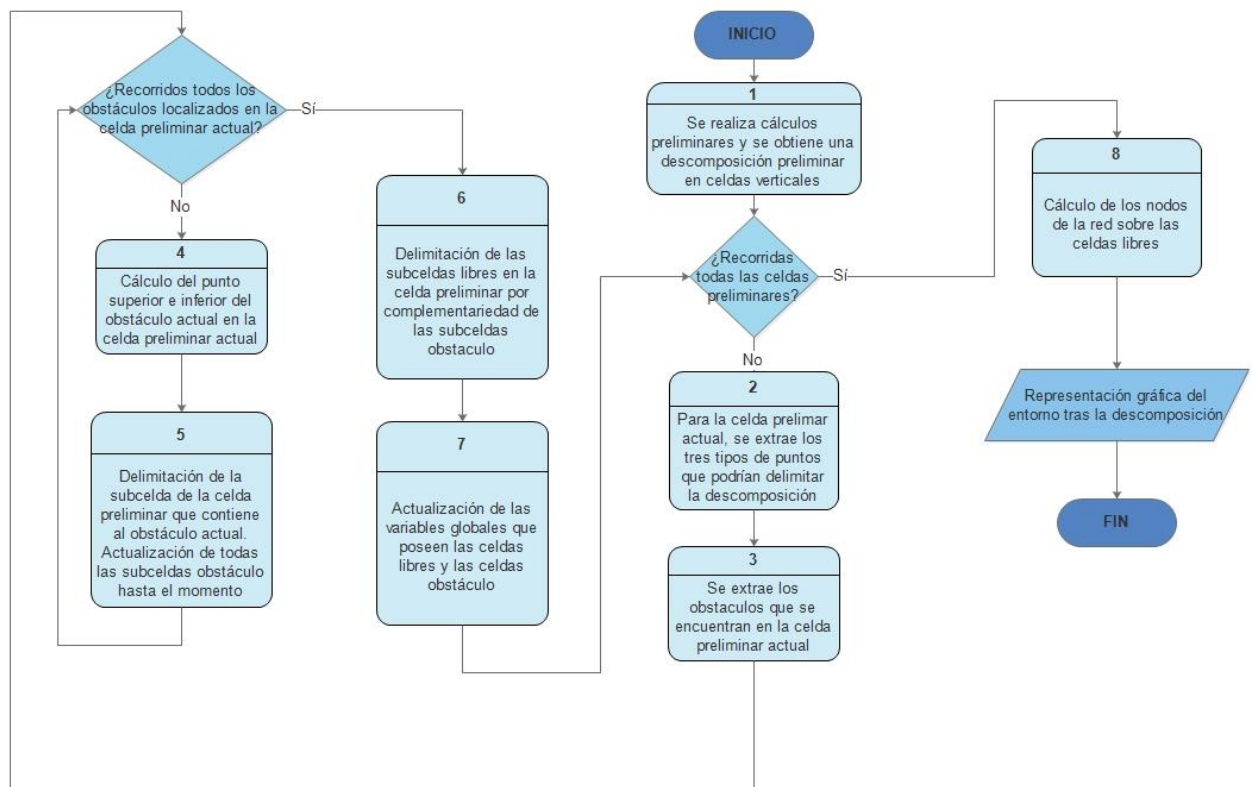 INICIO
1
Se realiza cálculos
preliminares y se obtiene una
descomposición preliminar
en celdas verticales
¿Recorridas
todas las celdas
preliminares?
Sí
No
2
Para la celda prelimar
actual, se extrae los
tres tipos de puntos
que podrían delimitar
la descomposición
3
Se extrae los
obstaculos que se
encuentran en la celda
preliminar actual
¿Recorridos todos los
obstáculos localizados en la
celda preliminar actual?
Sí
No
4
Cálculo del punto
superior e inferior del
obstáculo actual en la
celda preliminar actual
5
Delimitación de la
subcelda de la celda
preliminar que contiene
al obstáculo actual.
Actualización de todas
las subceldas obstáculo
hasta el momento
6
Delimitación de las
subceldas libres en la
celda preliminar por
complementariedad de
las subceldas
obstaculo
7
Actualización de las
variables globales que
poseen las celdas
libres y las celdas
obstáculo
8
Cálculo de los nodos
de la red sobre las
celdas libres
Representación gráfica del
entorno tras la descomposición
FIN